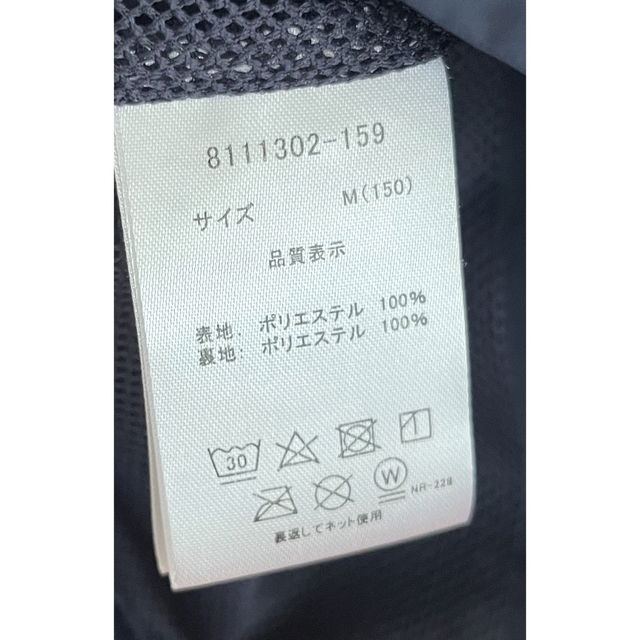 8111302-159
サイズ M(150)
品質表示
表地: ポリエステル 100%
裏地: ポリエステル 100%
30
W NR-228
裏返してネット使用